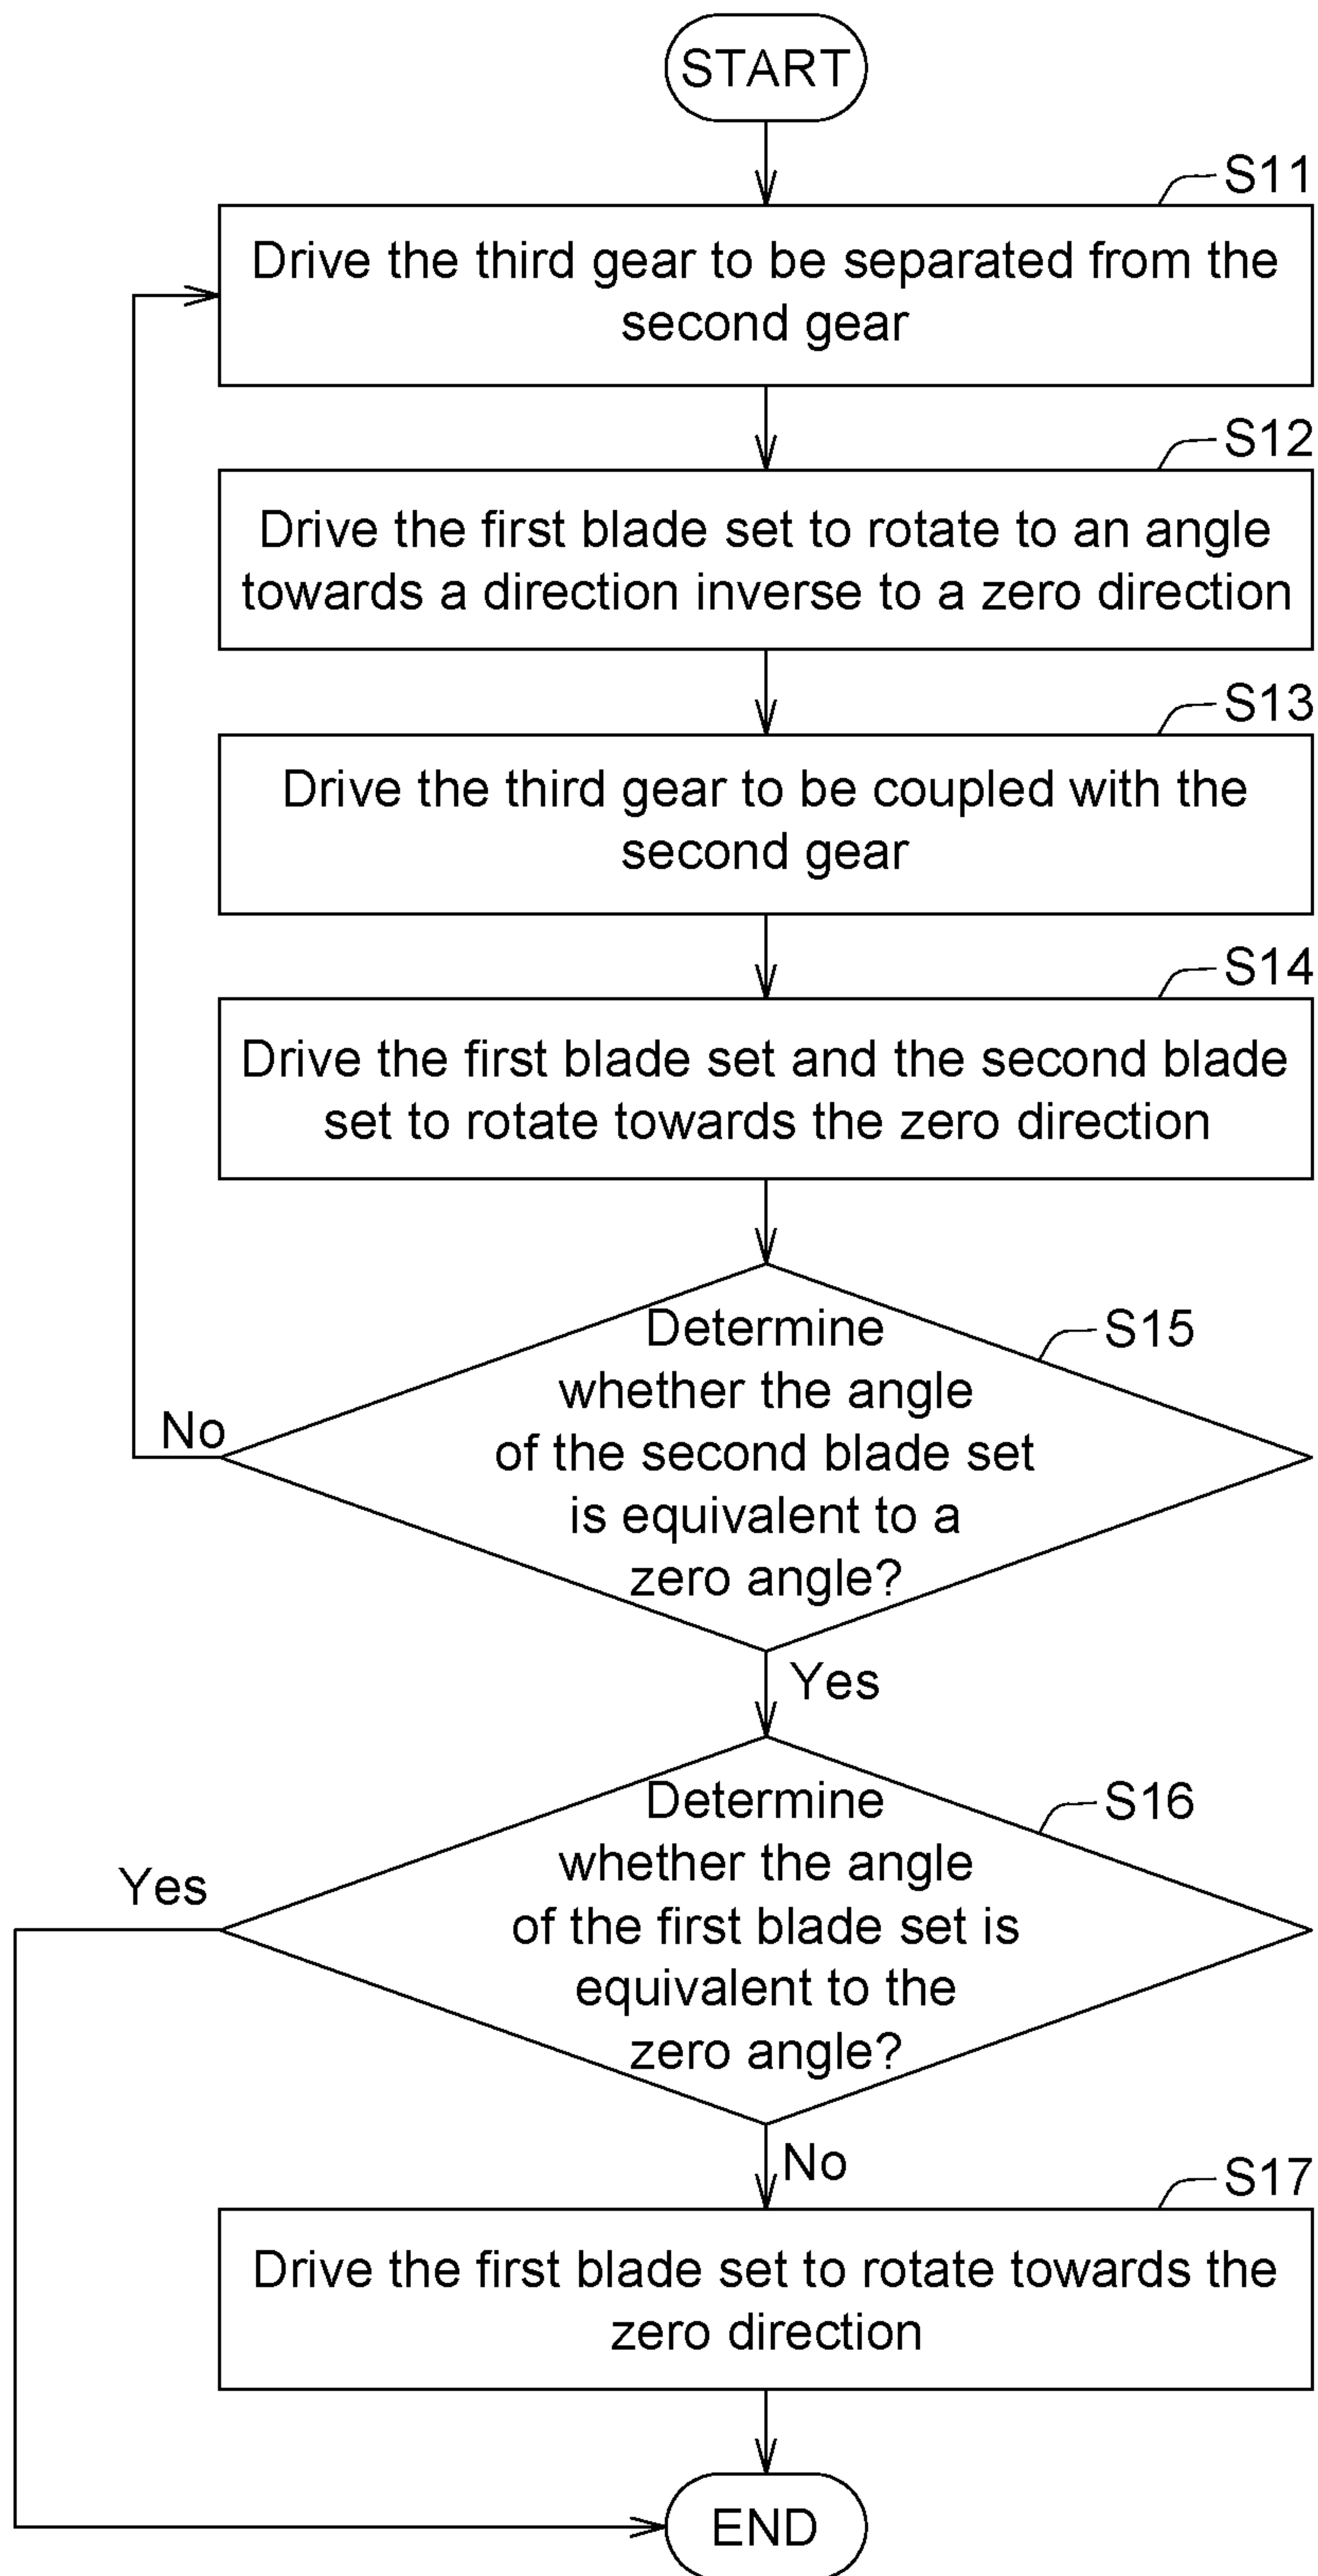 START
S11
Drive the third gear to be separated from the
second gear
S12
Drive the first blade set to rotate to an angle
towards a direction inverse to a zero direction
S13
Drive the third gear to be coupled with the
second gear
S14
Drive the first blade set and the second blade
set to rotate towards the zero direction
S15
Determine
whether the angle
of the second blade set
is equivalent to a
zero angle?
No
Yes
S16
Determine
whether the angle
of the first blade set is
equivalent to the
zero angle?
Yes
No
S17
Drive the first blade set to rotate towards the
zero direction
END